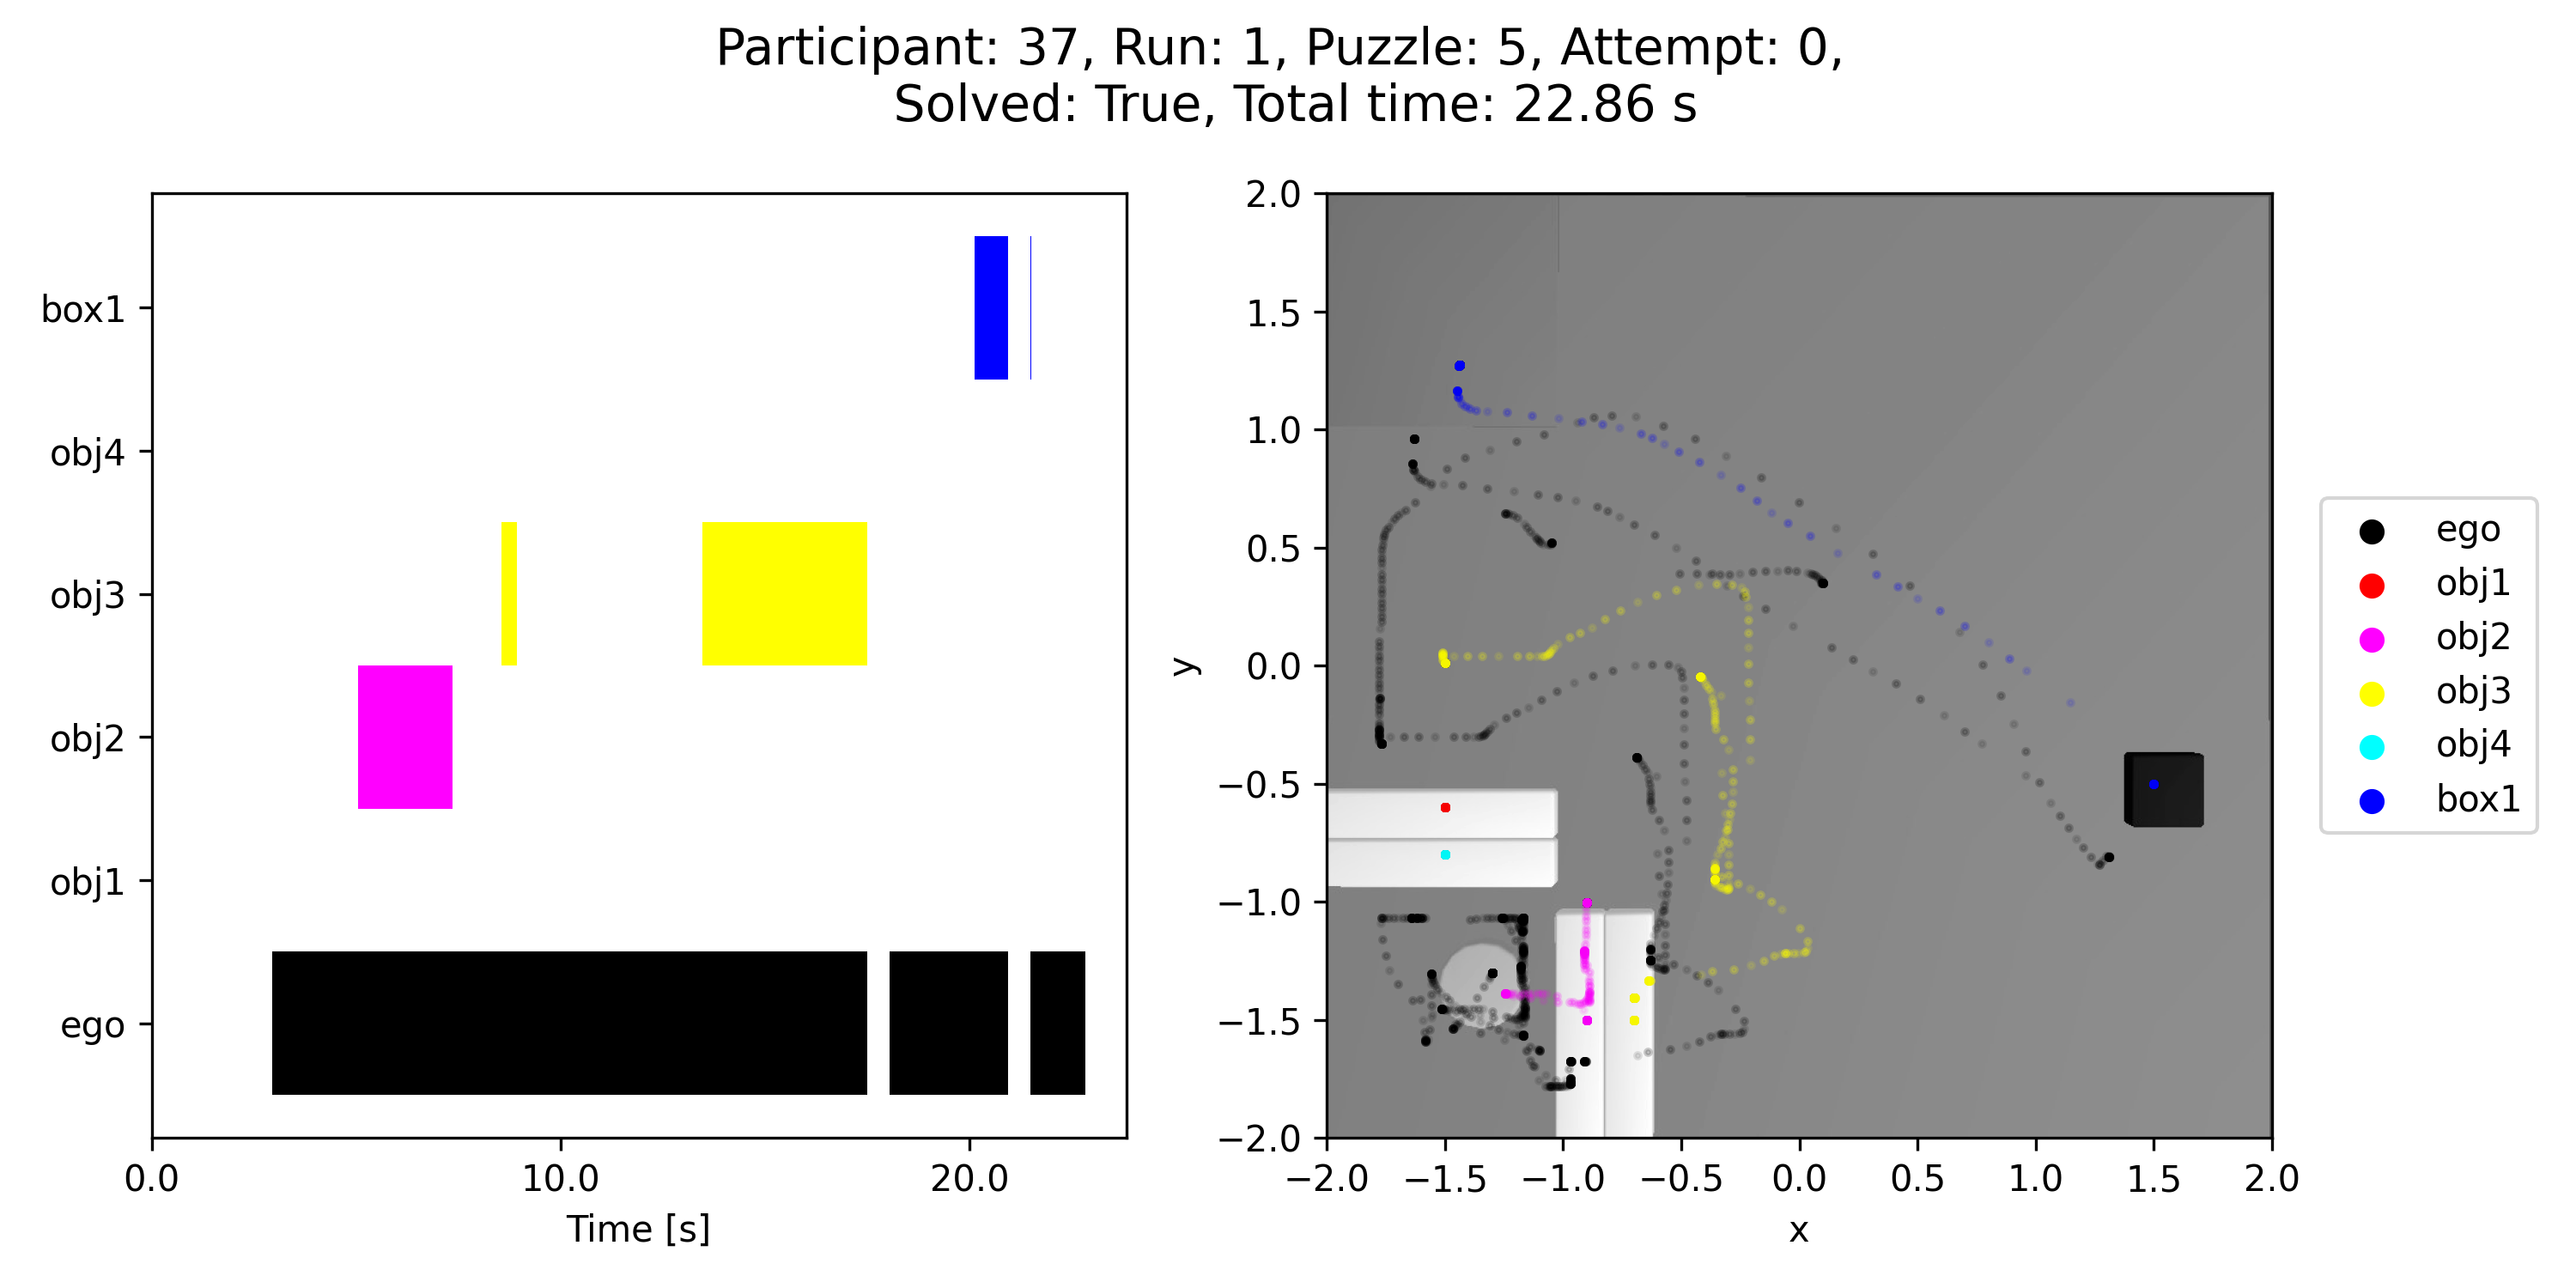 Participant: 37, Run: 1, Puzzle: 5, Attempt: 0,
Solved: True, Total time: 22.86 s
box1
obj4
obj3
obj2
obj1
ego
0.0 10.0 20.0
Time [s]
2.0
1.5
1.0
0.5
0.0
−0.5
−1.0
−1.5
−2.0
y
−2.0 −1.5 −1.0 −0.5 0.0 0.5 1.0 1.5 2.0
x
ego
obj1
obj2
obj3
obj4
box1